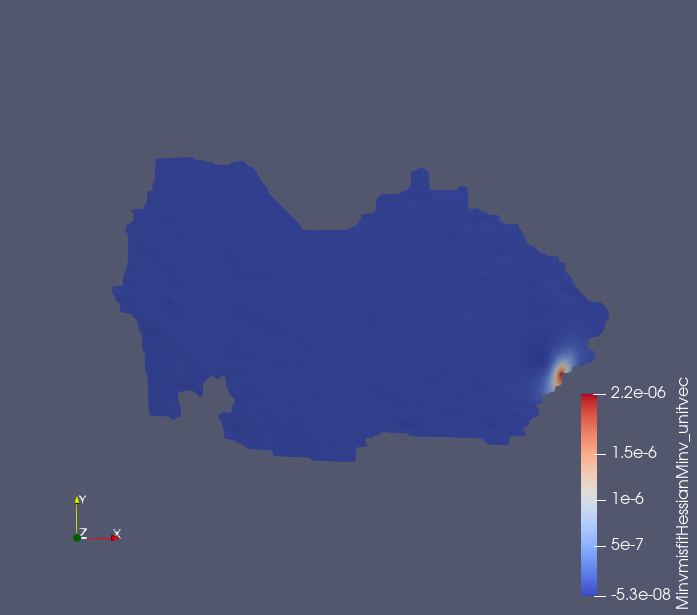 2.2e-06
1.5e-6
1e-6
5e-7
-5.3e-08
MinvmisfitHessianMinv_unitvec
Y
Z
X